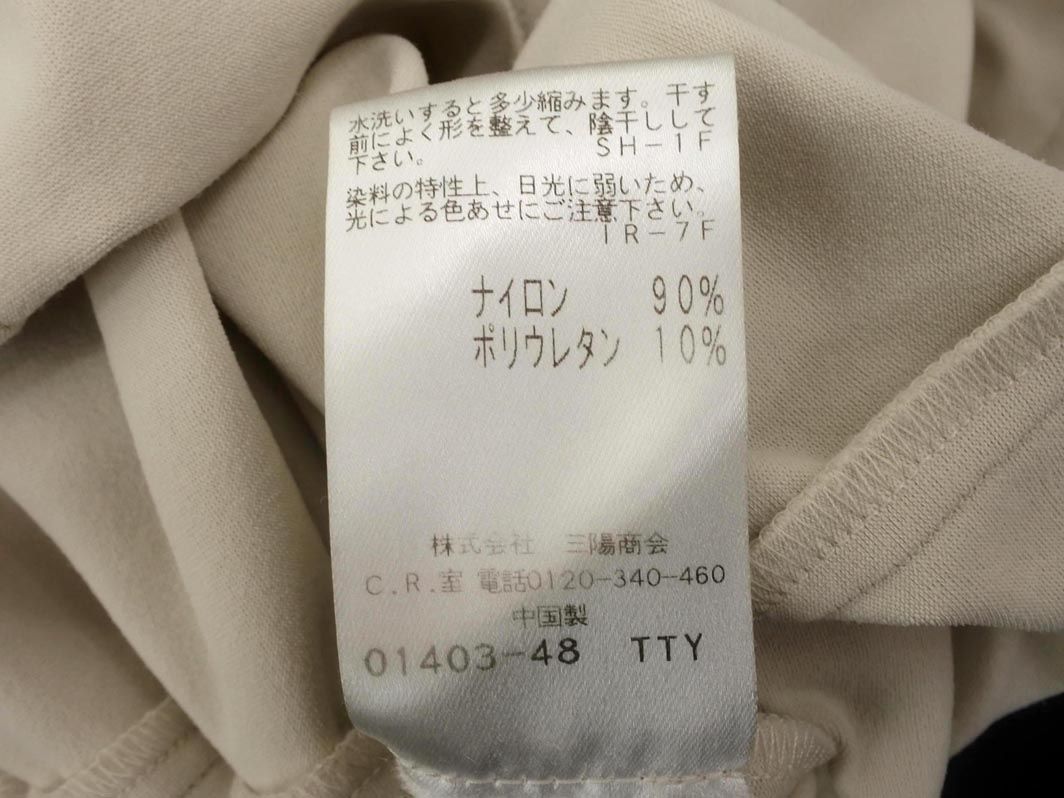 水洗いすると多少縮みます。干す
前によく形を整えて、陰干しして
下さい。
SH-1F
染料の特性上、日光に弱いため、
光による色あせにご注意下さい。
IR-7F
ナイロン 90%
ポリウレタン 10%
株式会社 三陽商会
C.R.室 電話0120-340-460
中国製
01403-48 TTY